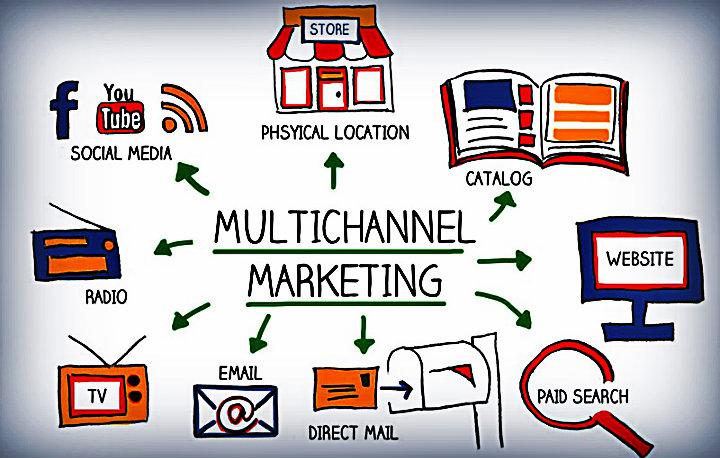 STORE
PHSYICAL LOCATION
f
You
Tube
SOCIAL MEDIA
CATALOG
MULTICHANNEL
MARKETING
RADIO
WEBSITE
TV
EMAIL
@
DIRECT MAIL
PAID SEARCH